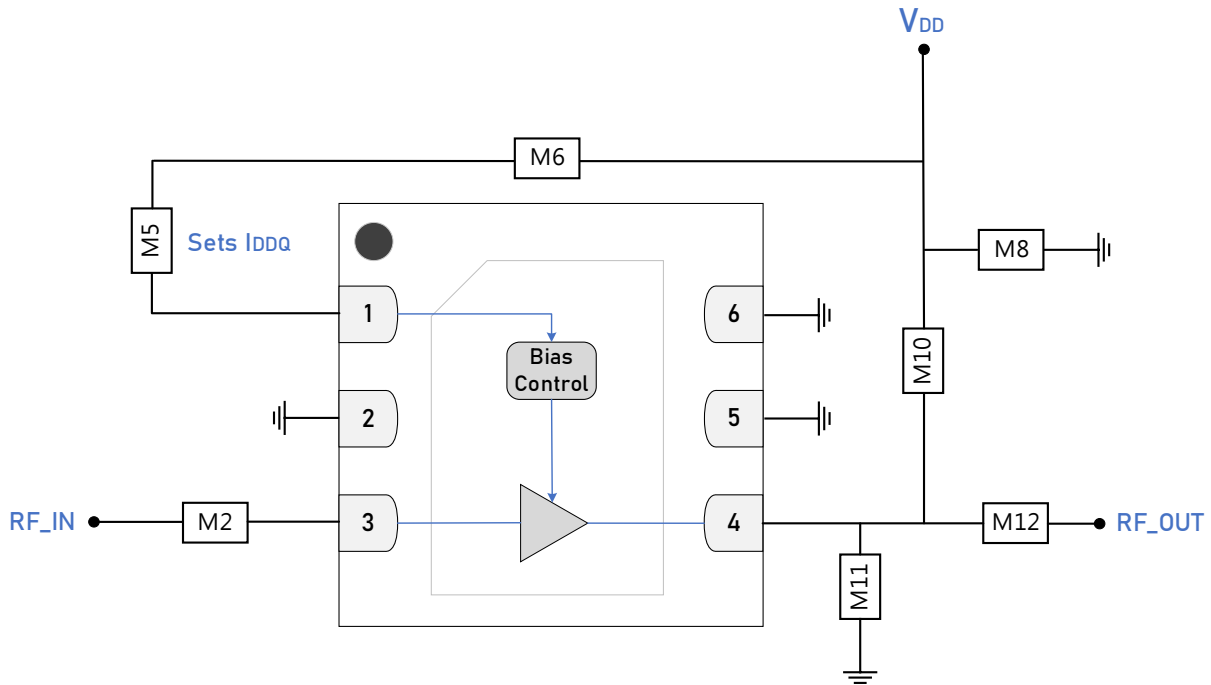 VDD
M6
M5
Sets IDDQ
M8
1
6
Bias
Control
M10
2
5
RF_IN
M2
3
4
M12
RF_OUT
M11